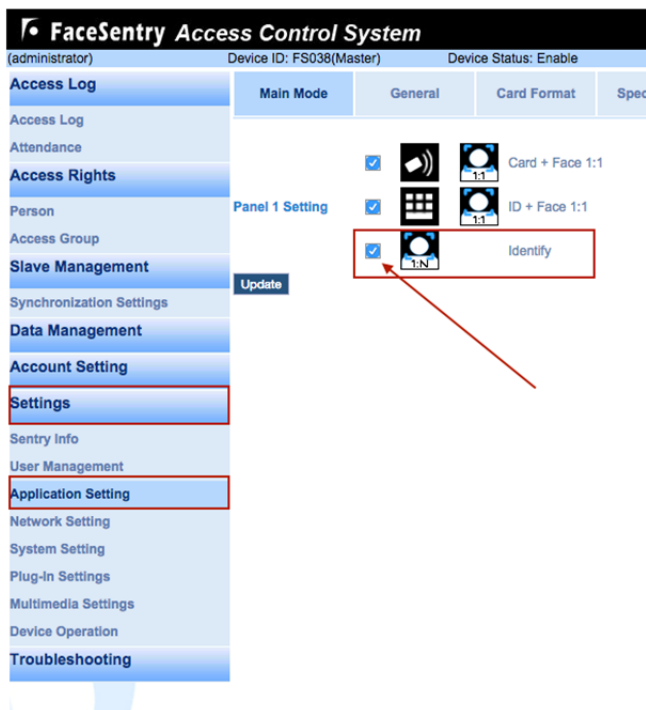 FaceSentry Access Control System
(administrator) Device ID: FS038(Master) Device Status: Enable
Access Log
Access Log
Attendance
Access Rights
Person
Access Group
Slave Management
Synchronization Settings
Data Management
Account Setting
Settings
Sentry Info
User Management
Application Setting
Network Setting
System Setting
Plug-In Settings
Multimedia Settings
Device Operation
Troubleshooting
Main Mode General Card Format Spec
Panel 1 Setting
1:1 Card + Face 1:1
1:1 ID + Face 1:1
1:N Identify
Update